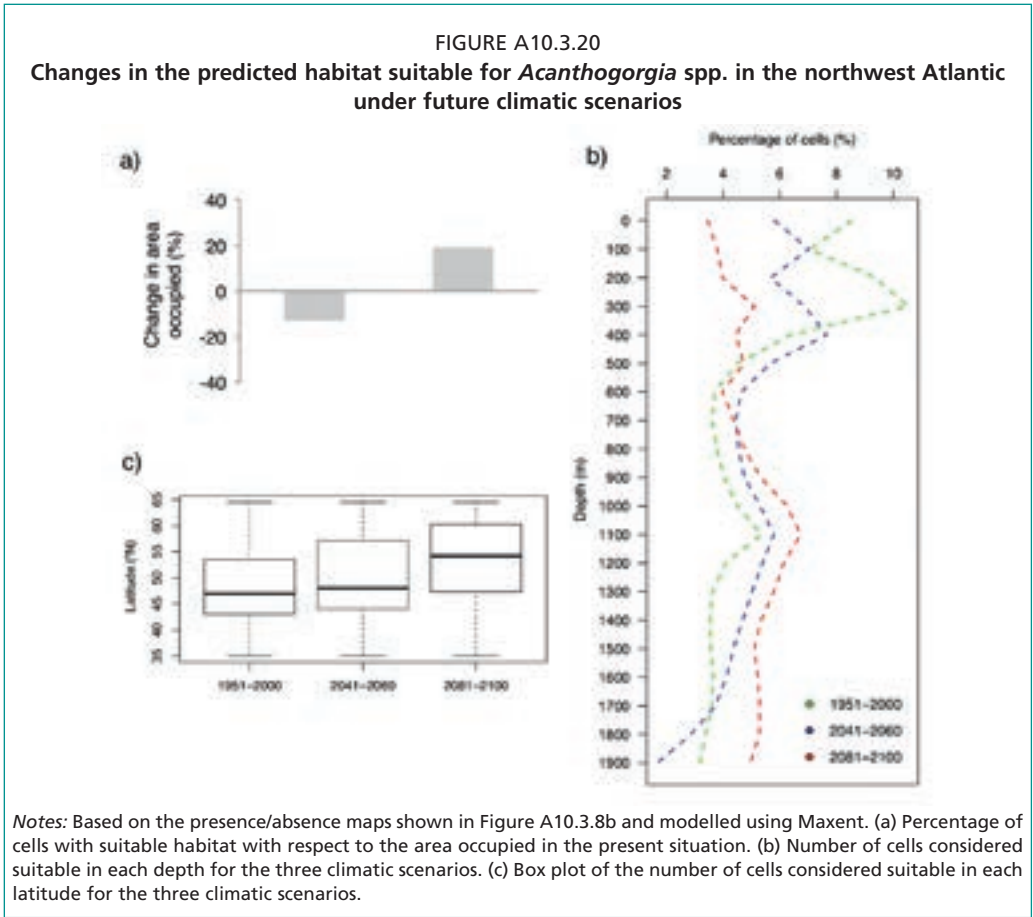 FIGURE A10.3.20
Changes in the predicted habitat suitable for Acanthogorgia spp. in the northwest Atlantic
under future climatic scenarios
a)
Change in area
occupied (%)
40
20
0
-20
-40
b)
Percentage of cells (%)
2 4 6 8 10
Depth (m)
0
100
200
300
400
500
600
700
800
900
1000
1100
1200
1300
1400
1500
1600
1700
1800
1900
1951-2000
2041-2060
2081-2100
c)
Latitude (°N)
65
60
55
50
45
40
35
1951-2000 2041-2060 2081-2100
Notes: Based on the presence/absence maps shown in Figure A10.3.8b and modelled using Maxent. (a) Percentage of
cells with suitable habitat with respect to the area occupied in the present situation. (b) Number of cells considered
suitable in each depth for the three climatic scenarios. (c) Box plot of the number of cells considered suitable in each
latitude for the three climatic scenarios.